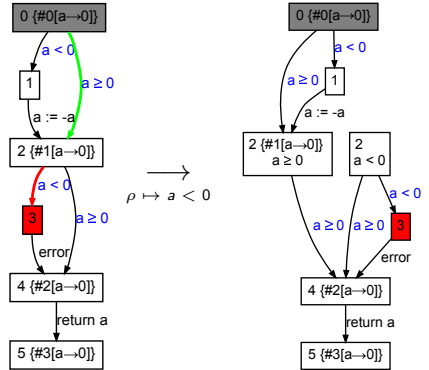 0 {#0[a→0]}
a < 0
1
a ≥ 0
a := -a
2 {#1[a→0]}
a < 0
3
a ≥ 0
error
4 {#2[a→0]}
return a
5 {#3[a→0]}
⟶
ρ ↦ a < 0
0 {#0[a→0]}
a < 0
a ≥ 0
1
a := -a
2 {#1[a→0]}
a ≥ 0
2
a < 0
a < 0
a ≥ 0
a ≥ 0
3
error
4 {#2[a→0]}
return a
5 {#3[a→0]}